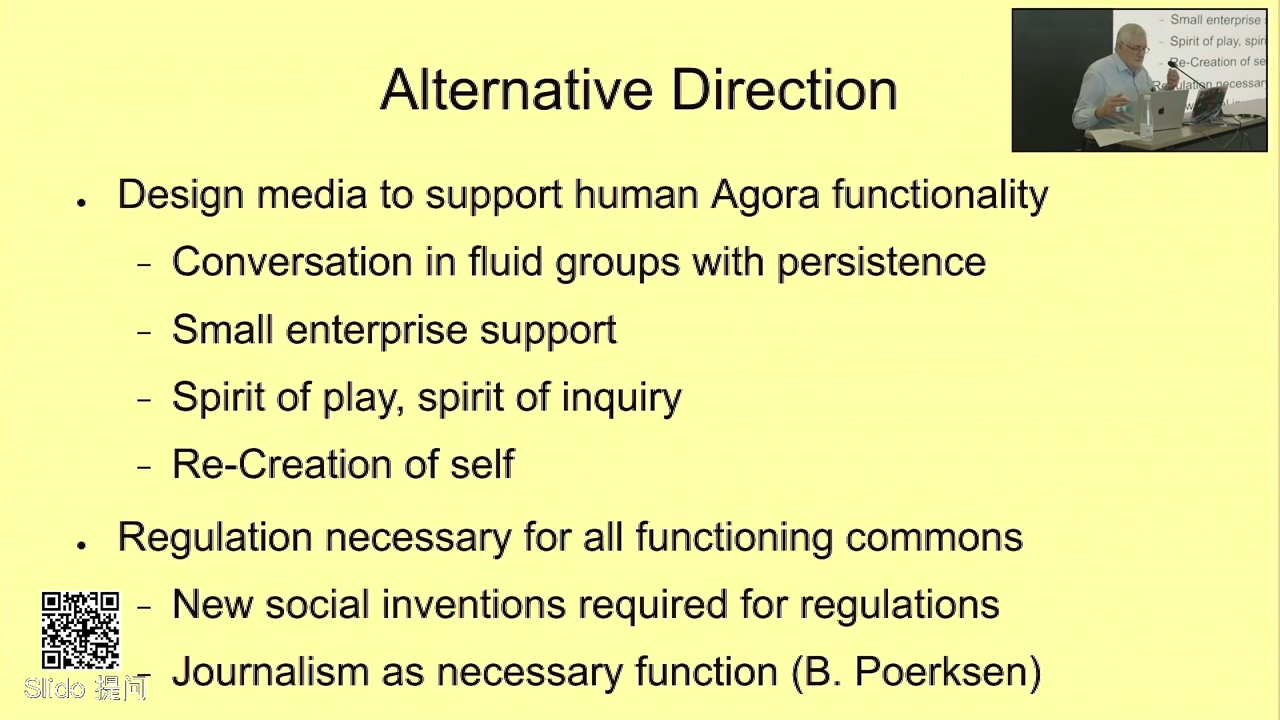 Alternative Direction
Small enterprise
Spirit of play, spiri
Re-Creation of se
Regulation necessary
• Design media to support human Agora functionality
– Conversation in fluid groups with persistence
– Small enterprise support
– Spirit of play, spirit of inquiry
– Re-Creation of self
• Regulation necessary for all functioning commons
– New social inventions required for regulations
– Journalism as necessary function (B. Poerksen)
Slido 提问